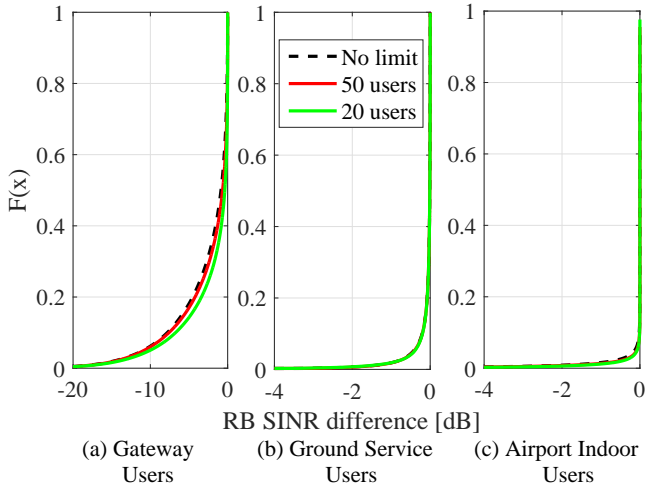 1
0.8
0.6
0.4
0.2
0
-20
-10
0
F(x)
1
0.8
0.6
0.4
0.2
0
-4
-2
0
No limit
50 users
20 users
1
0.8
0.6
0.4
0.2
0
-4
-2
0
RB SINR difference [dB]
(a) Gateway
Users
(b) Ground Service
Users
(c) Airport Indoor
Users